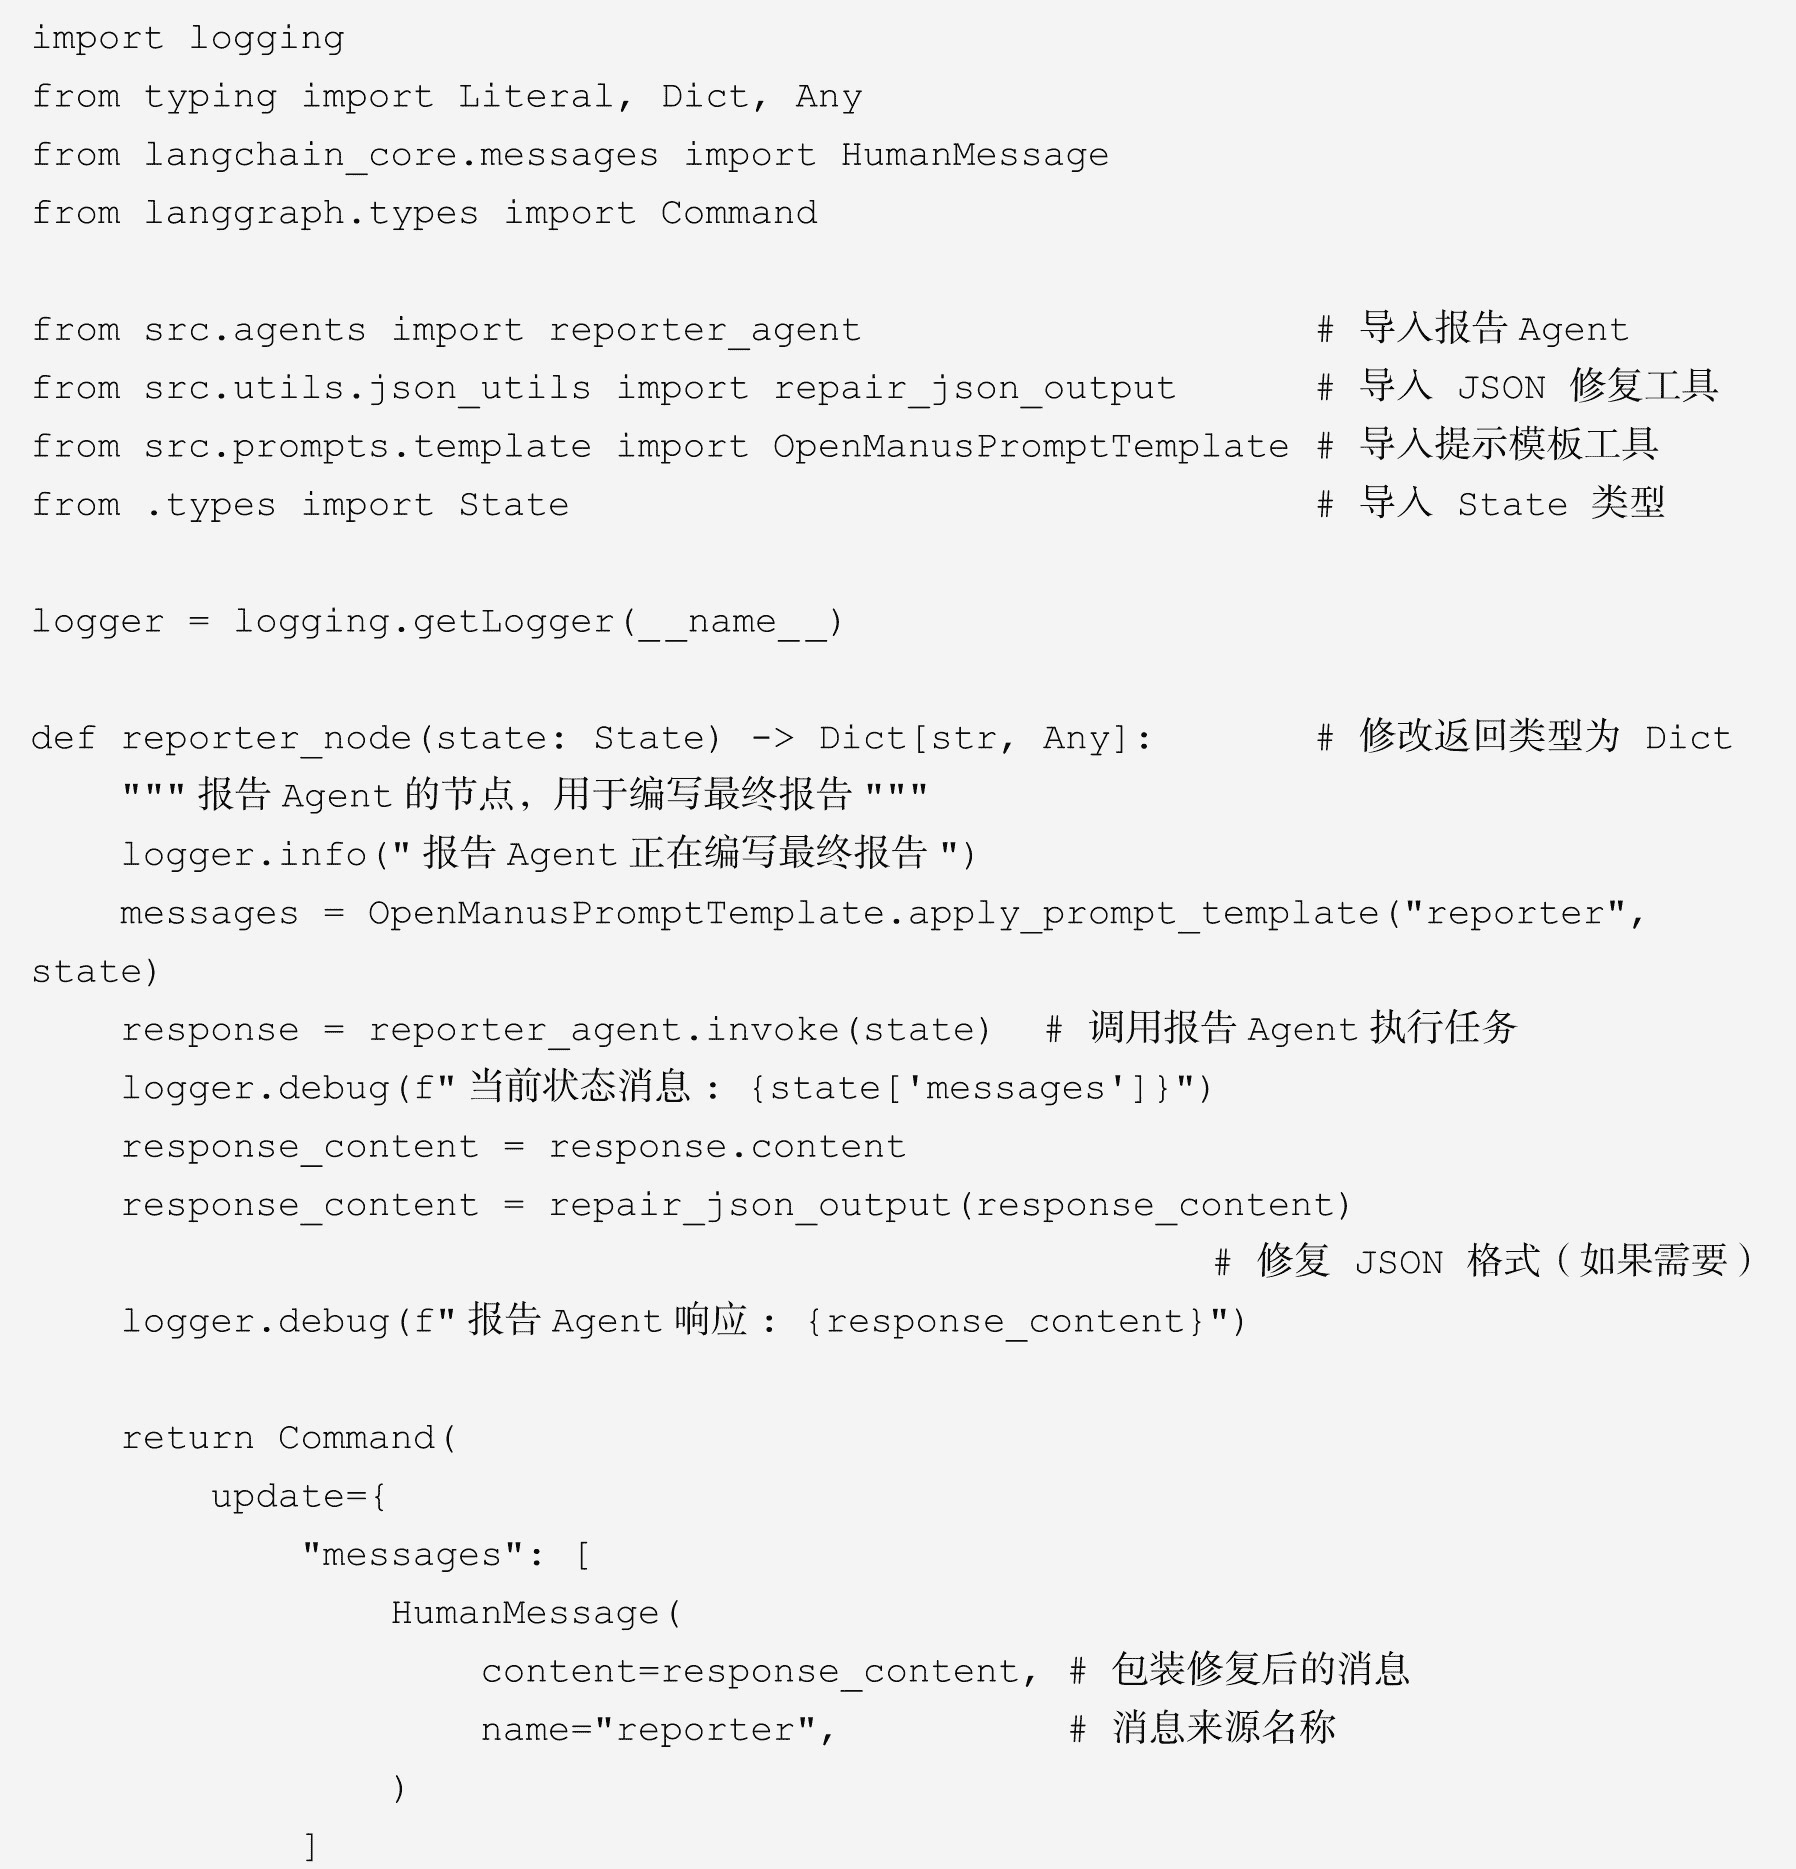 import logging
from typing import Literal, Dict, Any
from langchain_core.messages import HumanMessage
from langgraph.types import Command
from src.agents import reporter_agent # 导入报告 Agent
from src.utils.json_utils import repair_json_output # 导入 JSON 修复工具
from src.prompts.template import OpenManusPromptTemplate # 导入提示模板工具
from .types import State # 导入 State 类型
logger = logging.getLogger(__name__)
def reporter_node(state: State) -> Dict[str, Any]: # 修改返回类型为 Dict
    """ 报告 Agent 的节点，用于编写最终报告 """
    logger.info(" 报告 Agent 正在编写最终报告 ")
    messages = OpenManusPromptTemplate.apply_prompt_template("reporter",
state)
    response = reporter_agent.invoke(state)  # 调用报告 Agent 执行任务
    logger.debug(f" 当前状态消息： {state['messages']}")
    response_content = response.content
    response_content = repair_json_output(response_content)
# 修复 JSON 格式（如果需要）
    logger.debug(f" 报告 Agent 响应： {response_content}")
    return Command(
        update={
            "messages": [
                HumanMessage(
                    content=response_content, # 包装修复后的消息
                    name="reporter", # 消息来源名称
                )
            ]